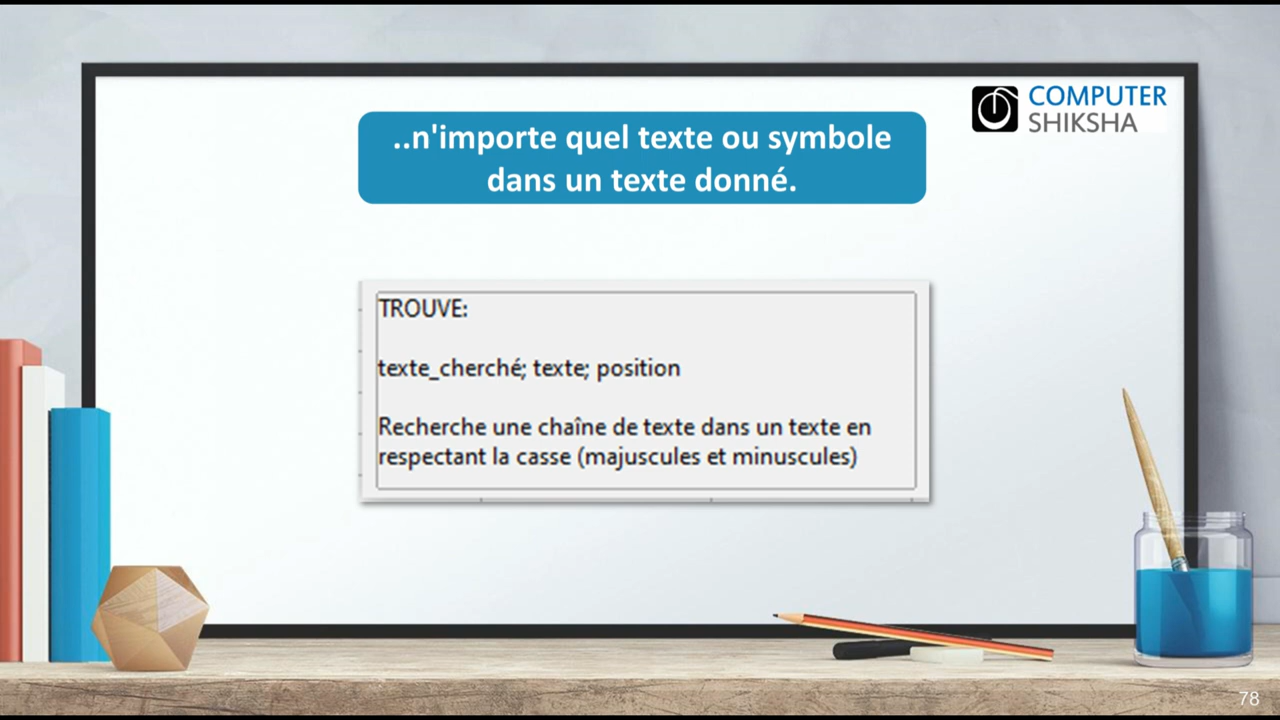 COMPUTER
SHIKSHA
..n'importe quel texte ou symbole
dans un texte donné.
TROUVE:
texte_cherché; texte; position
Recherche une chaîne de texte dans un texte en
respectant la casse (majuscules et minuscules)
78